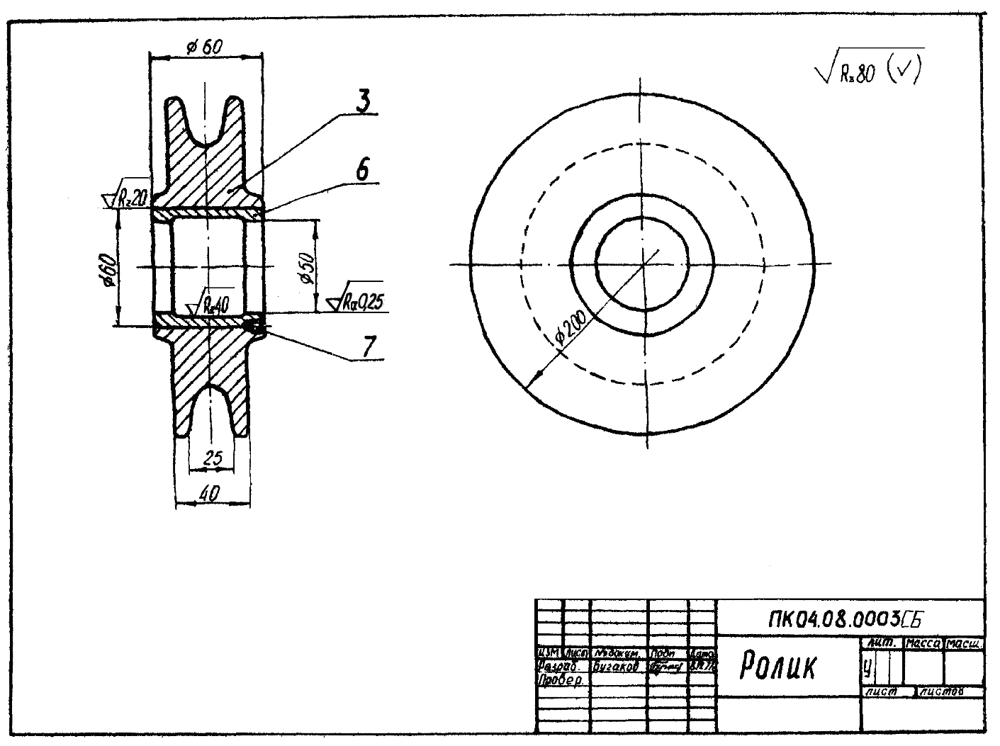 ⌀60
Rz80 (✓)
3
6
Rz20
⌀60
⌀50
Rz40
Ra0,25
⌀200
7
25
40
ПК04.08.0003СБ
лит. масса масш.
Изм Лист № докум. Подп Дата
Разраб. Бугаков
Провер.
Ролик
у
лист листов